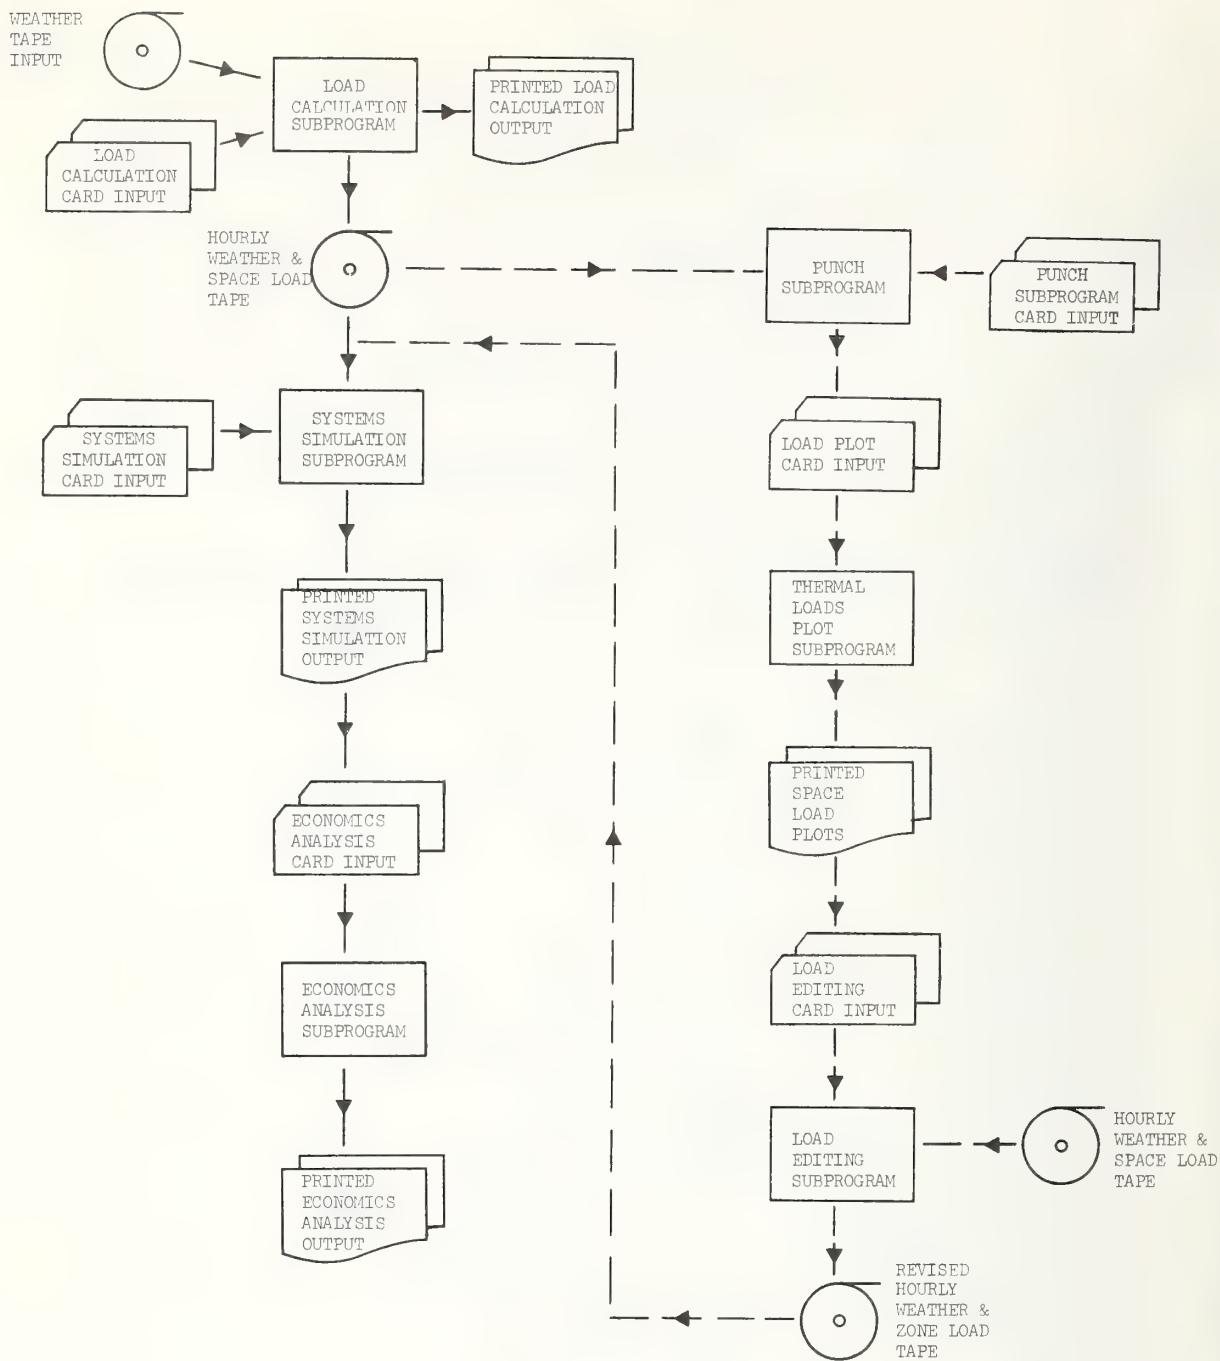 WEATHER
TAPE
INPUT
LOAD
CALCULATION
SUBPROGRAM
PRINTED LOAD
CALCULATION
OUTPUT
LOAD
CALCULATION
CARD INPUT
HOURLY
WEATHER &
SPACE LOAD
TAPE
PUNCH
SUBPROGRAM
PUNCH
SUBPROGRAM
CARD INPUT
SYSTEMS
SIMULATION
CARD INPUT
SYSTEMS
SIMULATION
SUBPROGRAM
LOAD PLOT
CARD INPUT
PRINTED
SYSTEMS
SIMULATION
OUTPUT
THERMAL
LOADS
PLOT
SUBPROGRAM
ECONOMICS
ANALYSIS
CARD INPUT
PRINTED
SPACE
LOAD
PLOTS
ECONOMICS
ANALYSIS
SUBPROGRAM
LOAD
EDITING
CARD INPUT
PRINTED
ECONOMICS
ANALYSIS
OUTPUT
LOAD
EDITING
SUBPROGRAM
HOURLY
WEATHER &
SPACE LOAD
TAPE
REVISED
HOURLY
WEATHER &
ZONE LOAD
TAPE